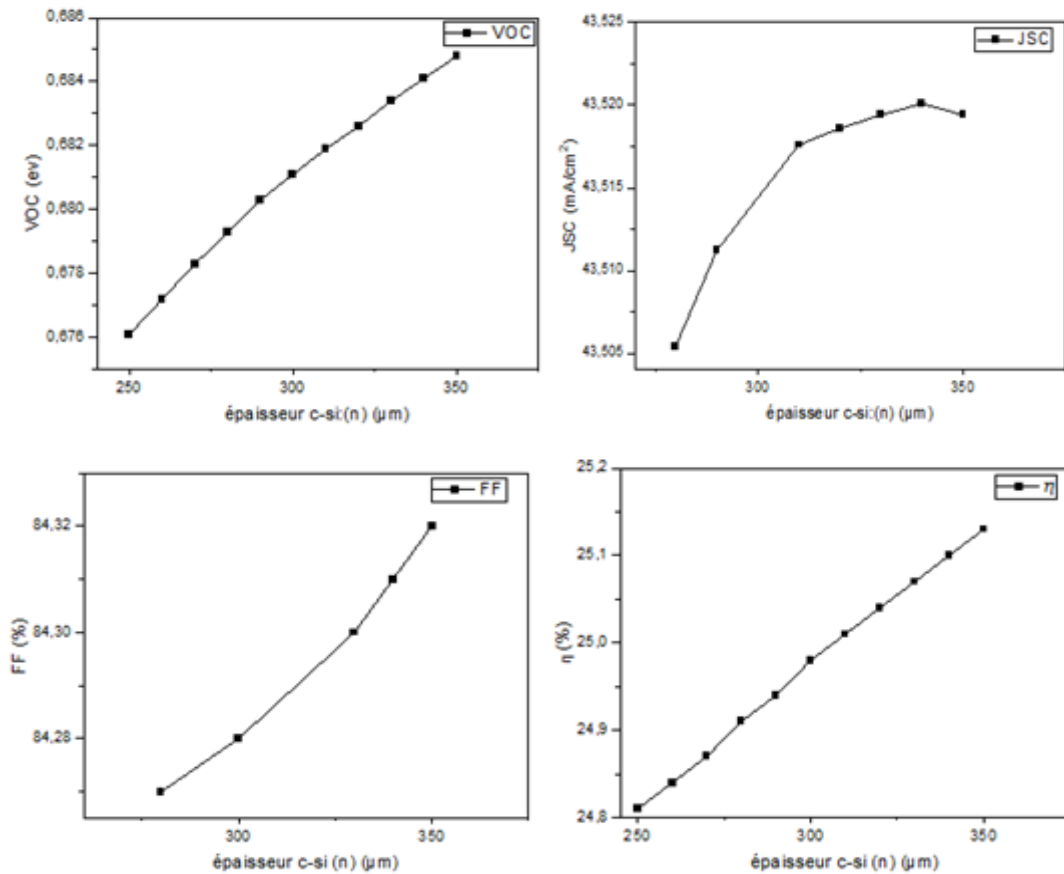 0,686
0,684
0,682
0,680
0,678
0,676
VOC (ev)
VOC
250
300
350
épaisseur c-si:(n) (µm)
43,525
43,520
43,515
43,510
43,505
JSC (mA/cm²)
JSC
300
350
épaisseur c-si:(n) (µm)
84,32
84,30
84,28
FF (%)
FF
300
350
épaisseur c-si (n) (µm)
25,2
25,1
25,0
24,9
24,8
η (%)
η
250
300
350
épaisseur c-si (n) (µm)